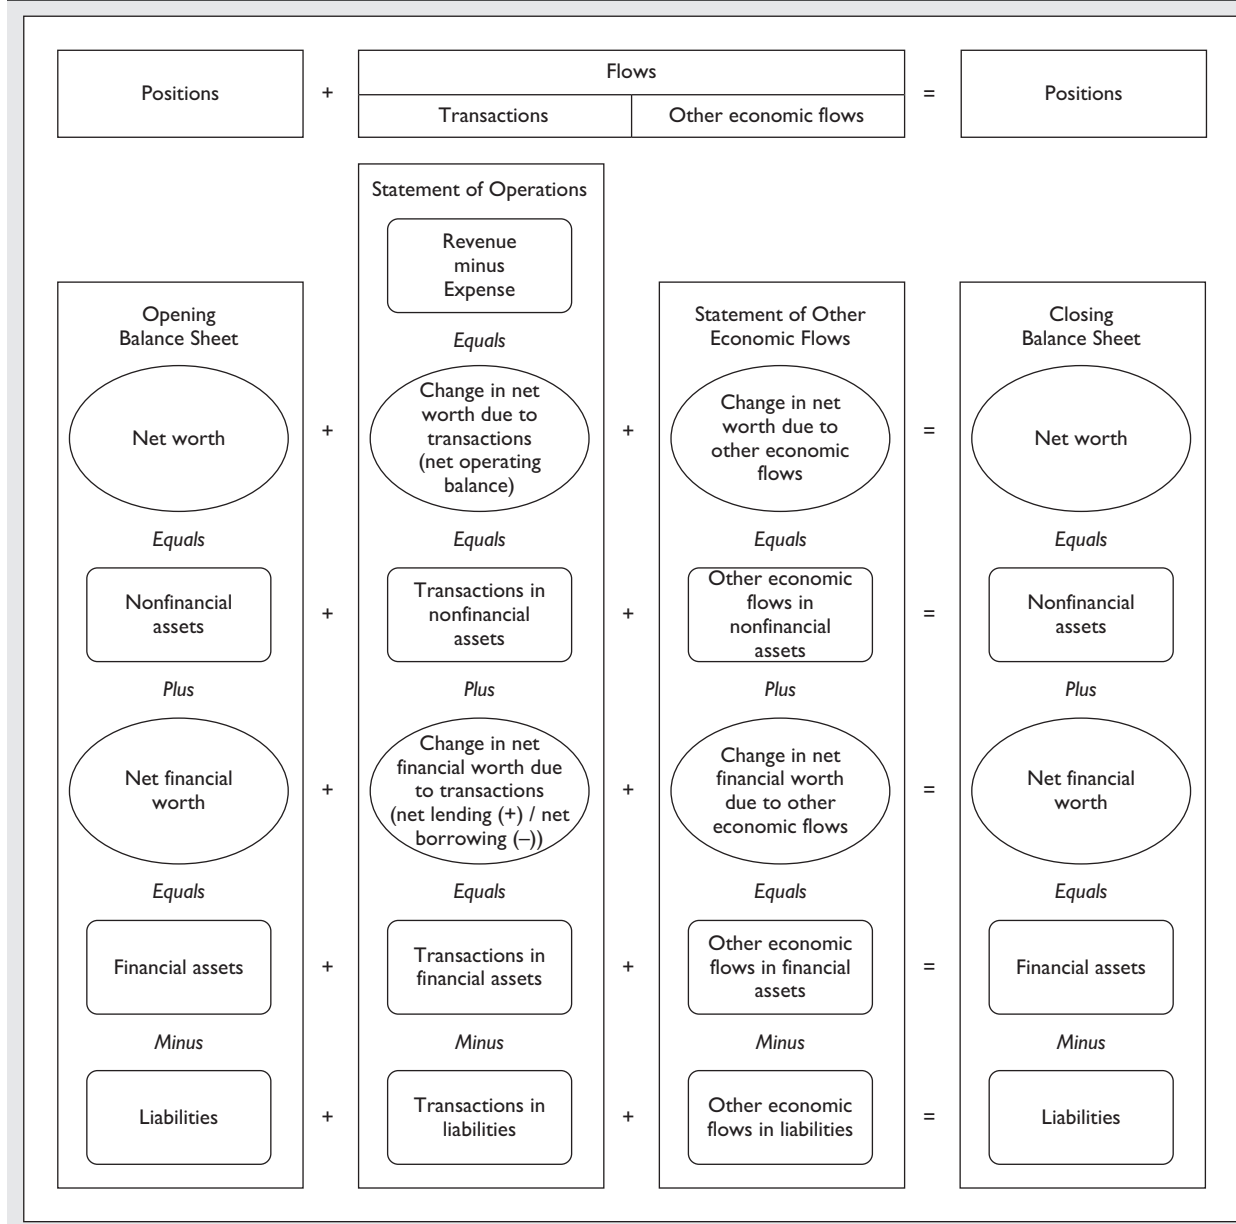 Positions
+
Flows
Transactions
Other economic flows
=
Positions
Opening
Balance Sheet
Net worth
Equals
Nonfinancial
assets
Plus
Net financial
worth
Equals
Financial assets
Minus
Liabilities
+
+
+
+
+
Statement of Operations
Revenue
minus
Expense
Equals
Change in net
worth due to
transactions
(net operating
balance)
Equals
Transactions in
nonfinancial
assets
Plus
Change in net
financial worth due
to transactions
(net lending (+) / net
borrowing (–))
Equals
Transactions in
financial assets
Minus
Transactions in
liabilities
+
+
+
+
+
Statement of Other
Economic Flows
Change in net
worth due to
other economic
flows
Equals
Other economic
flows in
nonfinancial
assets
Plus
Change in net
financial worth
due to other
economic flows
Equals
Other economic
flows in financial
assets
Minus
Other economic
flows in liabilities
=
=
=
=
=
Closing
Balance Sheet
Net worth
Equals
Nonfinancial
assets
Plus
Net financial
worth
Equals
Financial assets
Minus
Liabilities